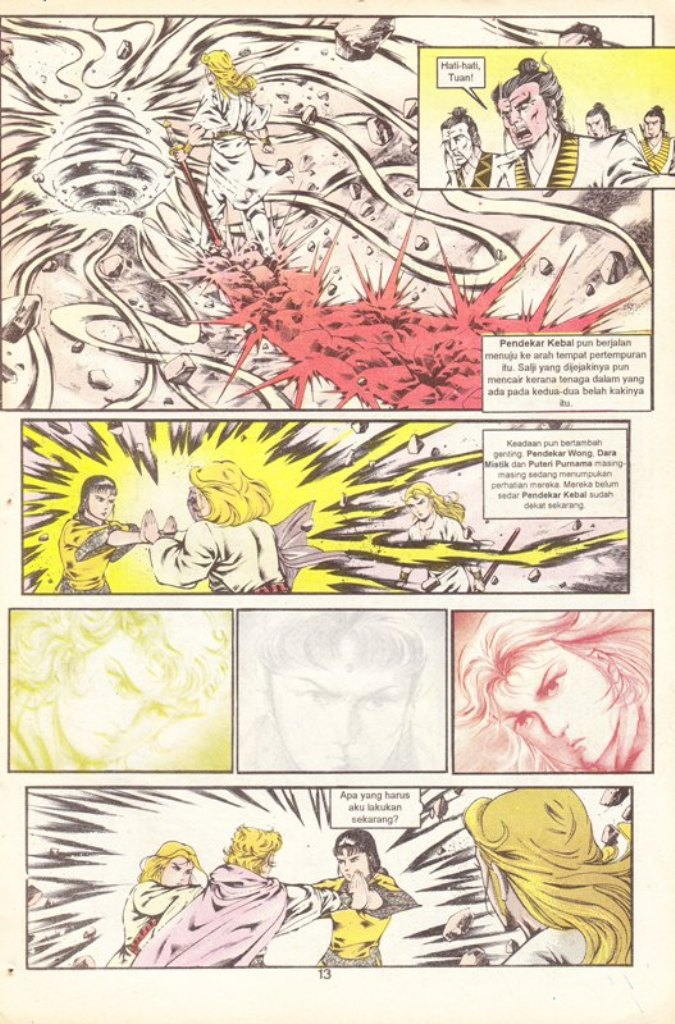 Hati-hati,
Tuan!
Pendekar Kebal pun berjalan
menuju ke arah tempat pertempuran
itu. Salji yang dijejakinya pun
mencair kerana tenaga dalam yang
ada pada kedua-dua belah kakinya
itu.
Keadaan pun bertambah
genting. Pendekar Wong, Dara
Mistik dan Puteri Purnama masing-
masing sedang menumpukan
perhatian mereka. Mereka belum
sedar Pendekar Kebal sudah
dekat sekarang.
Apa yang harus
aku lakukan
sekarang?
13